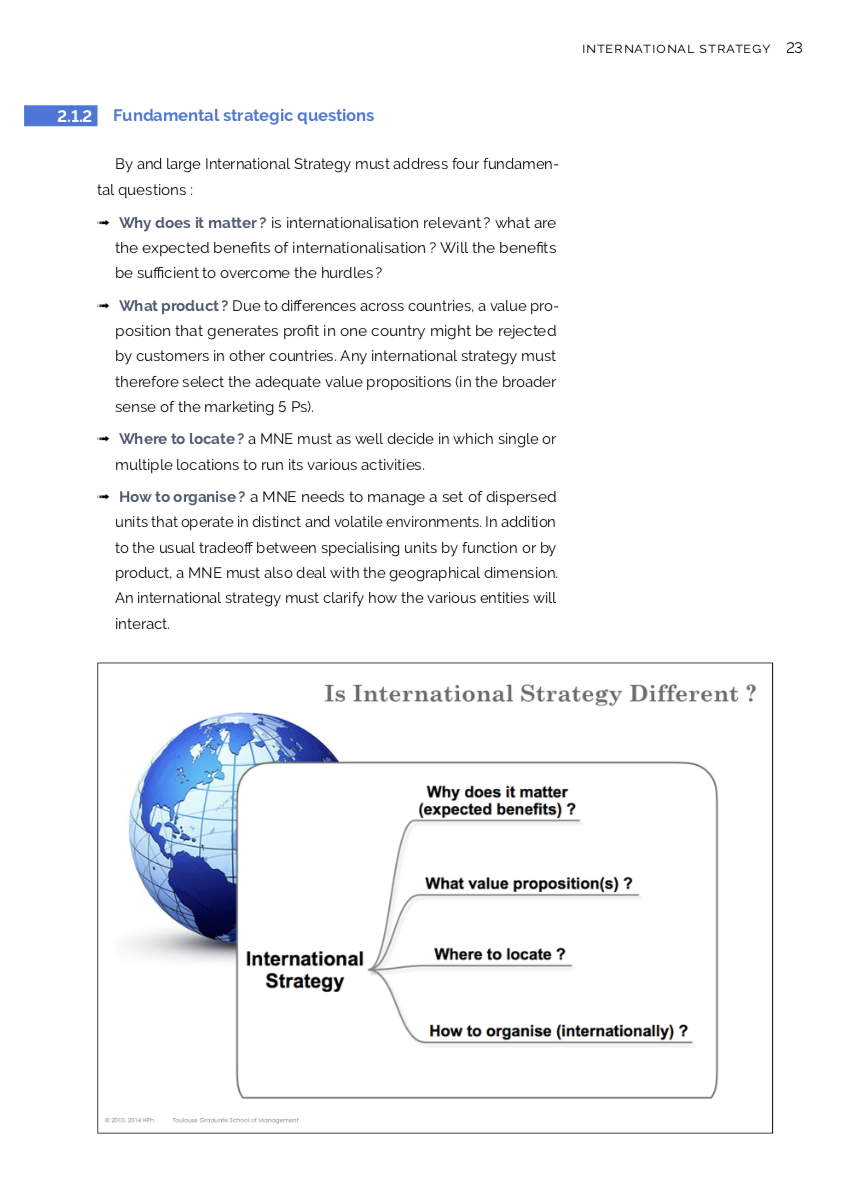 INTERNATIONAL STRATEGY 23
2.1.2 Fundamental strategic questions
By and large International Strategy must address four fundamen-
tal questions :
➟ Why does it matter ? is internationalisation relevant ? what are
the expected benefits of internationalisation ? Will the benefits
be sufficient to overcome the hurdles ?
➟ What product ? Due to differences across countries, a value pro-
position that generates profit in one country might be rejected
by customers in other countries. Any international strategy must
therefore select the adequate value propositions (in the broader
sense of the marketing 5 Ps).
➟ Where to locate ? a MNE must as well decide in which single or
multiple locations to run its various activities.
➟ How to organise ? a MNE needs to manage a set of dispersed
units that operate in distinct and volatile environments. In addition
to the usual tradeoff between specialising units by function or by
product, a MNE must also deal with the geographical dimension.
An international strategy must clarify how the various entities will
interact.
Is International Strategy Different ?
Why does it matter
(expected benefits) ?
What value proposition(s) ?
Where to locate ?
International
Strategy
How to organise (internationally) ?
© 2010, 2014 HPh Toulouse Graduate School of Management